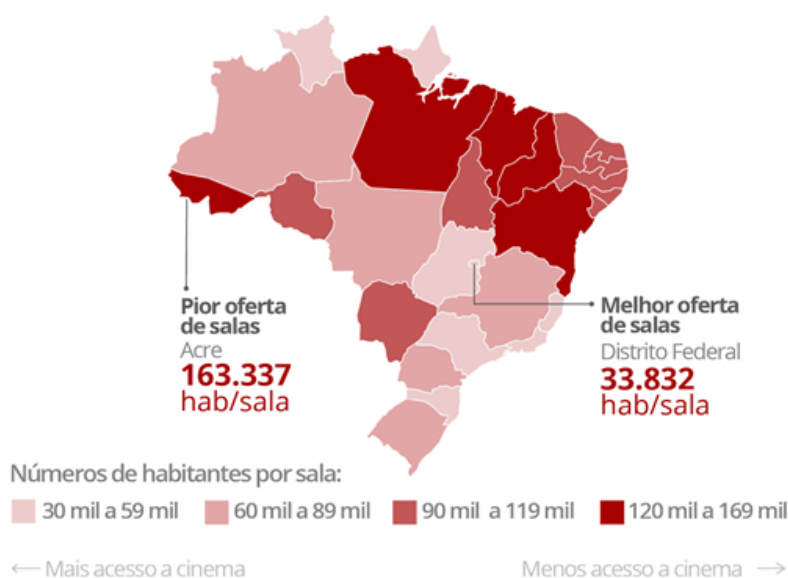 Pior oferta
de salas
Acre
163.337
hab/sala
Melhor oferta
de salas
Distrito Federal
33.832
hab/sala
Números de habitantes por sala:
30 mil a 59 mil
60 mil a 89 mil
90 mil a 119 mil
120 mil a 169 mil
← Mais acesso a cinema
Menos acesso a cinema →